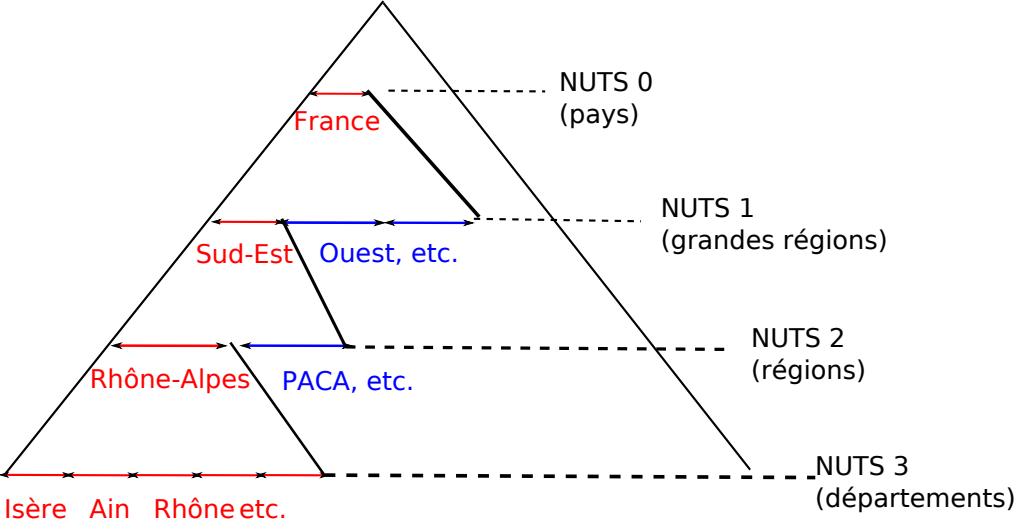 NUTS 0
(pays)
France
NUTS 1
(grandes régions)
Sud-Est
Ouest, etc.
NUTS 2
(régions)
Rhône-Alpes
PACA, etc.
NUTS 3
(départements)
Isère Ain Rhône etc.